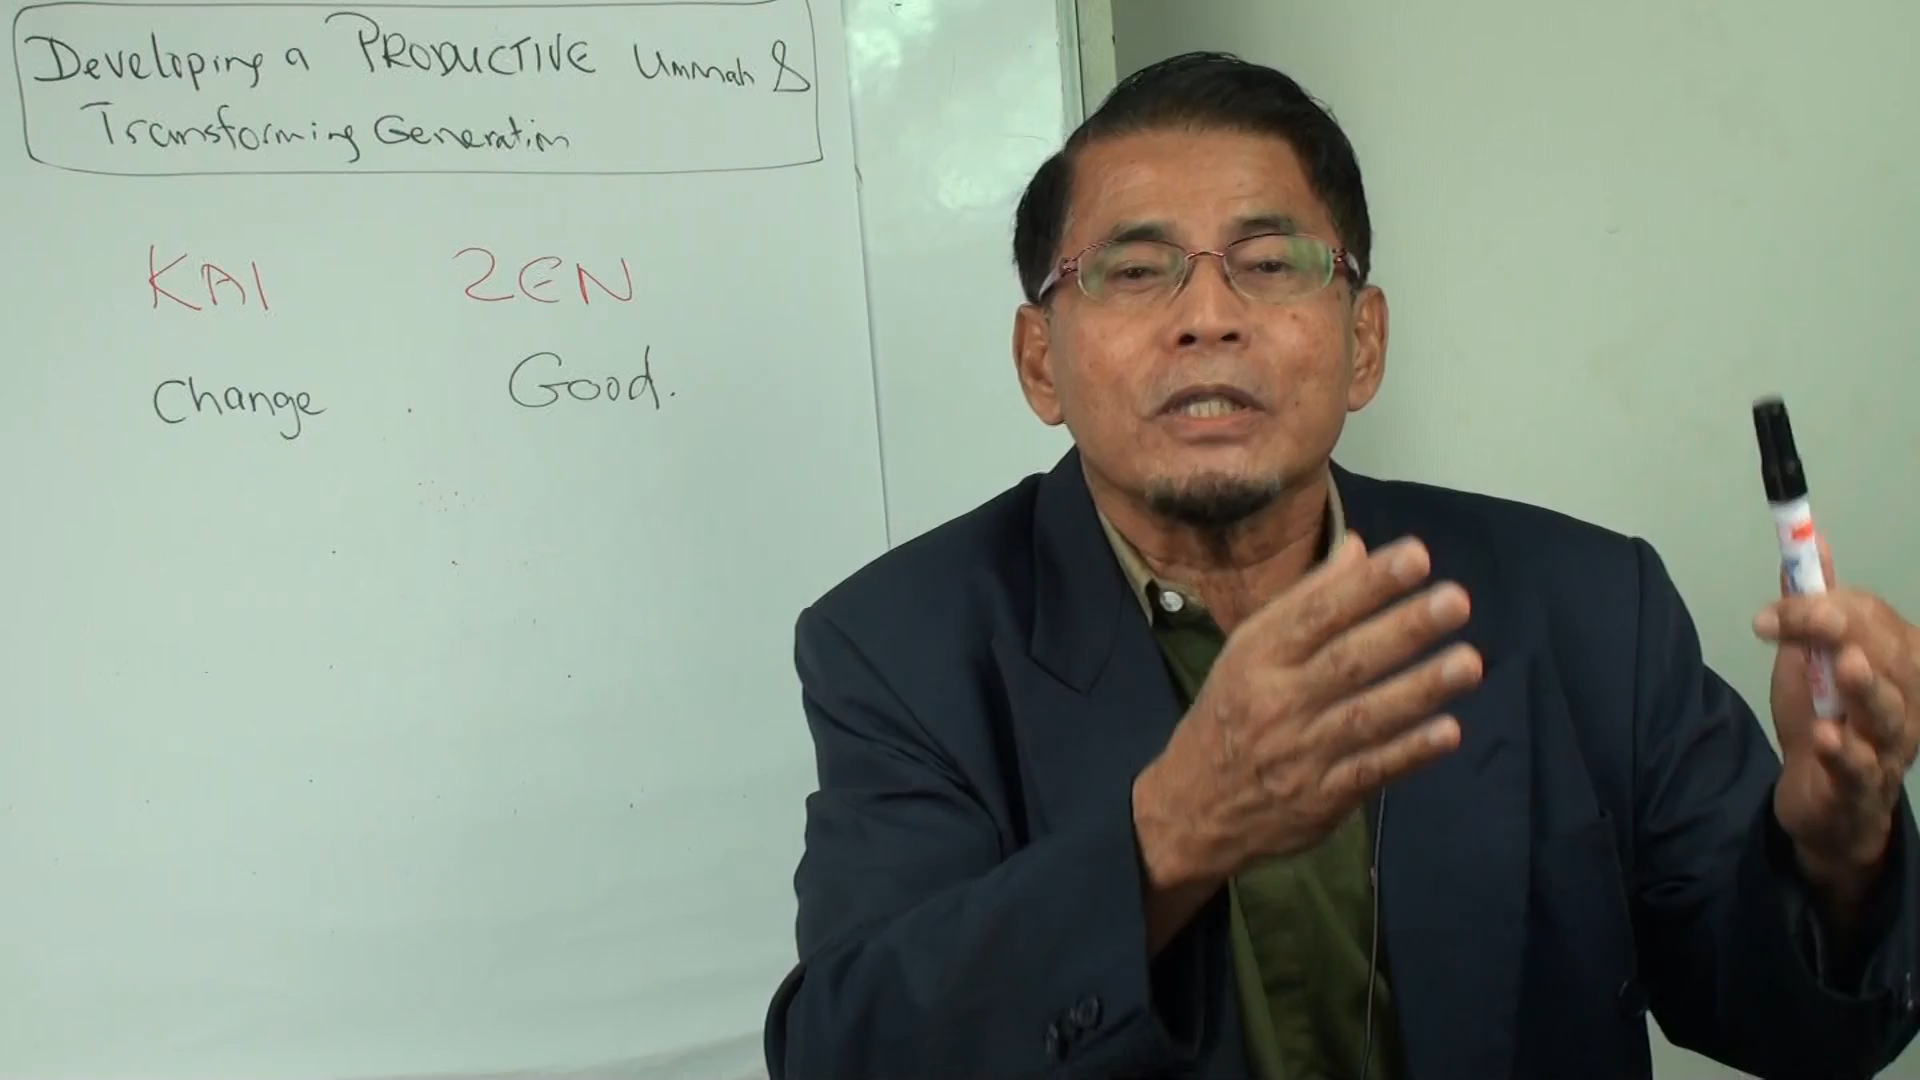 Developing a PRODUCTIVE Ummah &
Transforming Generation
KAI ZEN
Change . Good.